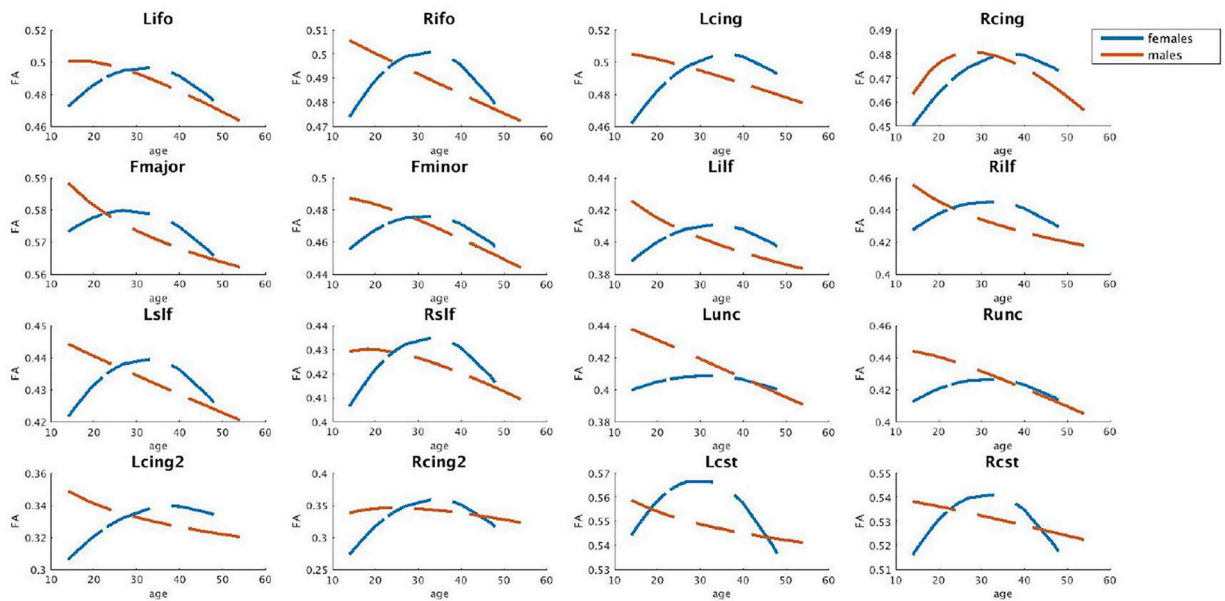 Lifo Rifo Lcing Rcing
0.52 0.51 0.52 0.49
females
males
0.5 0.5 0.5 0.48
FA FA FA FA
0.49 0.47
0.48 0.48 0.48 0.46
0.46 0.47 0.46 0.45
10 20 30 40 50 60 10 20 30 40 50 60 10 20 30 40 50 60 10 20 30 40 50 60
age age age age
Fmajor Fminor Lilf Rilf
0.59 0.5 0.44 0.48
0.58 0.48 0.42 0.46
FA FA FA FA
0.44
0.57 0.46 0.4 0.42
0.56 0.44 0.38 0.4
10 20 30 40 50 60 10 20 30 40 50 60 10 20 30 40 50 60 10 20 30 40 50 60
age age age age
Lslf Rslf Lunc Runc
0.45 0.44 0.44 0.46
0.44 0.43 0.42 0.44
FA FA FA FA
0.43 0.41 0.4 0.42
0.42 0.4 0.38 0.4
10 20 30 40 50 60 10 20 30 40 50 60 10 20 30 40 50 60 10 20 30 40 50 60
age age age age
Lcing2 Rcing2 Lcst Rcst
0.36 0.4 0.57 0.55
0.34 0.35 0.56 0.54
FA FA FA FA
0.55 0.53
0.32 0.3 0.54 0.52
0.3 0.25 0.53 0.51
10 20 30 40 50 60 10 20 30 40 50 60 10 20 30 40 50 60 10 20 30 40 50 60
age age age age